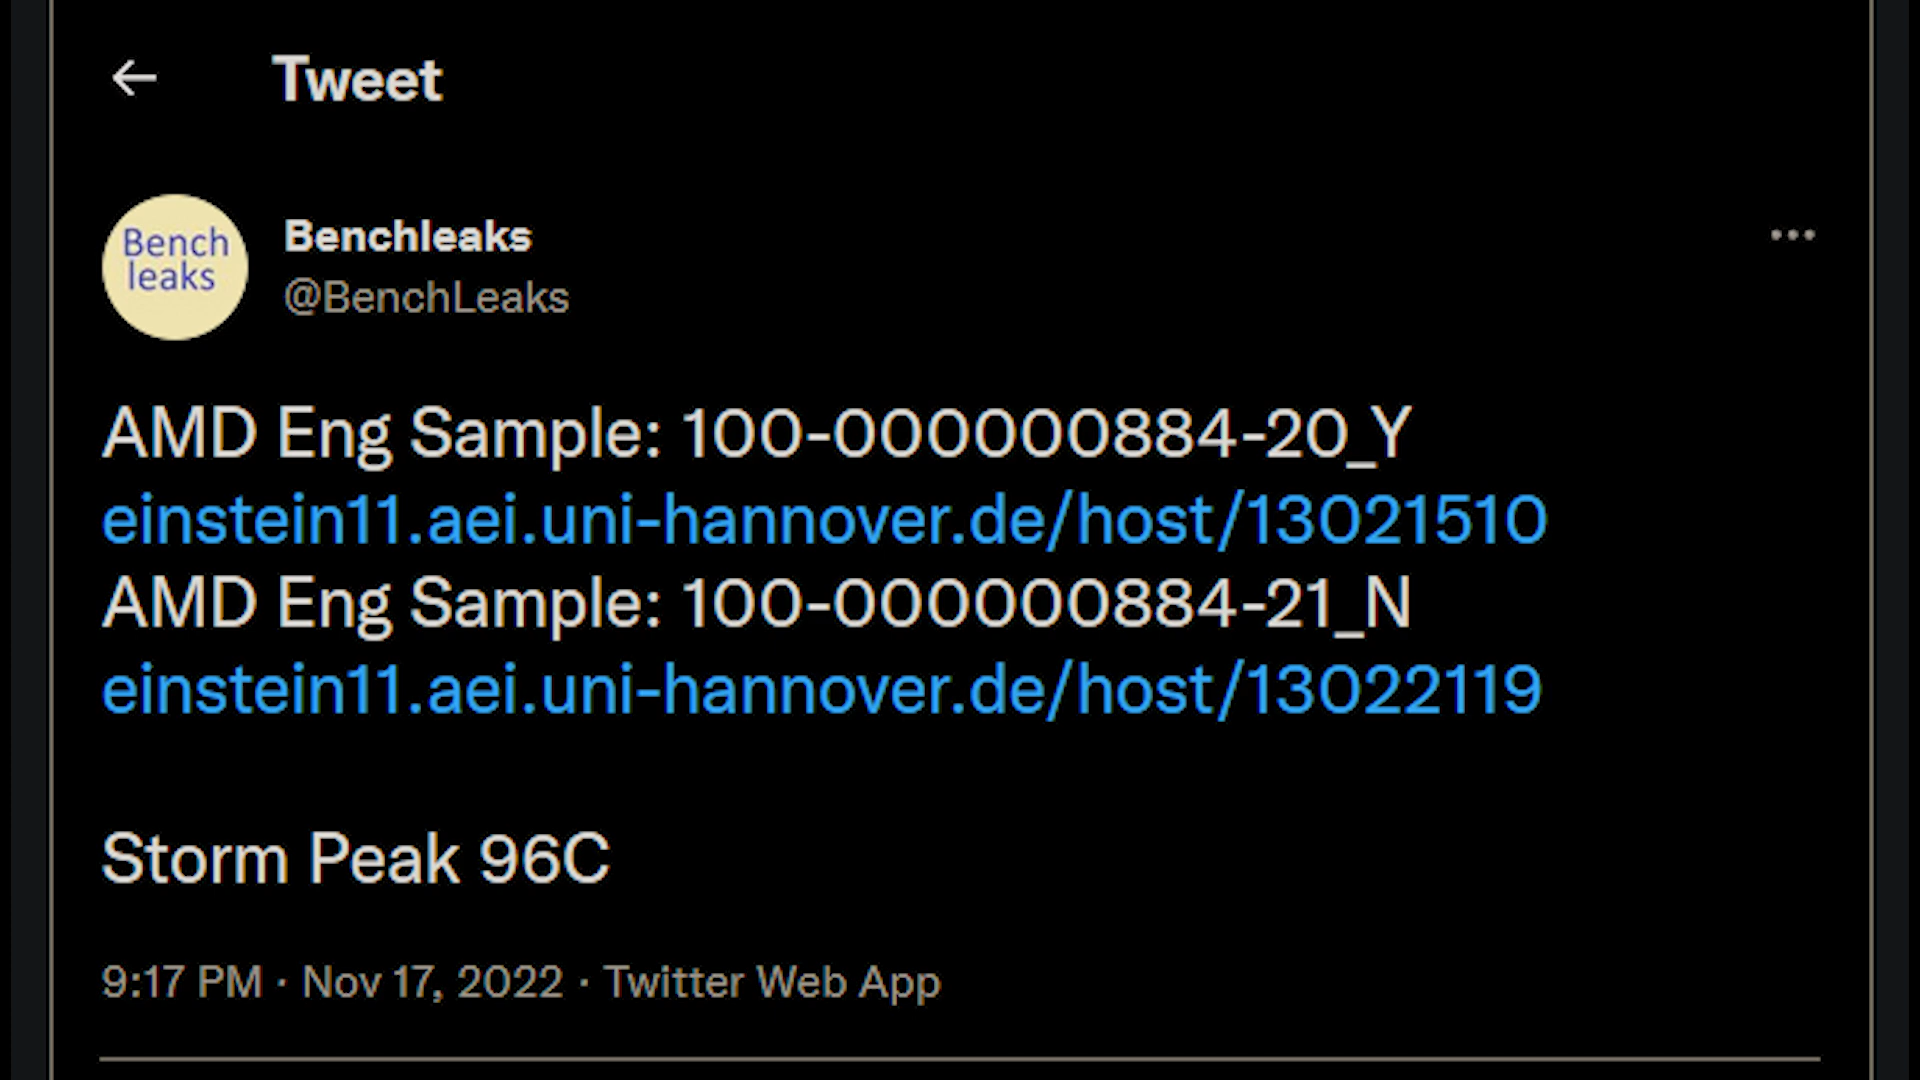 Tweet
Bench
leaks
Benchleaks
@BenchLeaks
AMD Eng Sample: 100-000000884-20_Y
einstein11.aei.uni-hannover.de/host/13021510
AMD Eng Sample: 100-000000884-21_N
einstein11.aei.uni-hannover.de/host/13022119
Storm Peak 96C
9:17 PM · Nov 17, 2022 · Twitter Web App